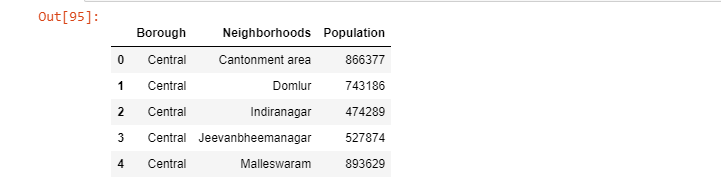 Out[95]:
Borough Neighborhoods Population
0 Central Cantonment area 866377
1 Central Domlur 743186
2 Central Indiranagar 474289
3 Central Jeevanbheemanagar 527874
4 Central Malleswaram 893629